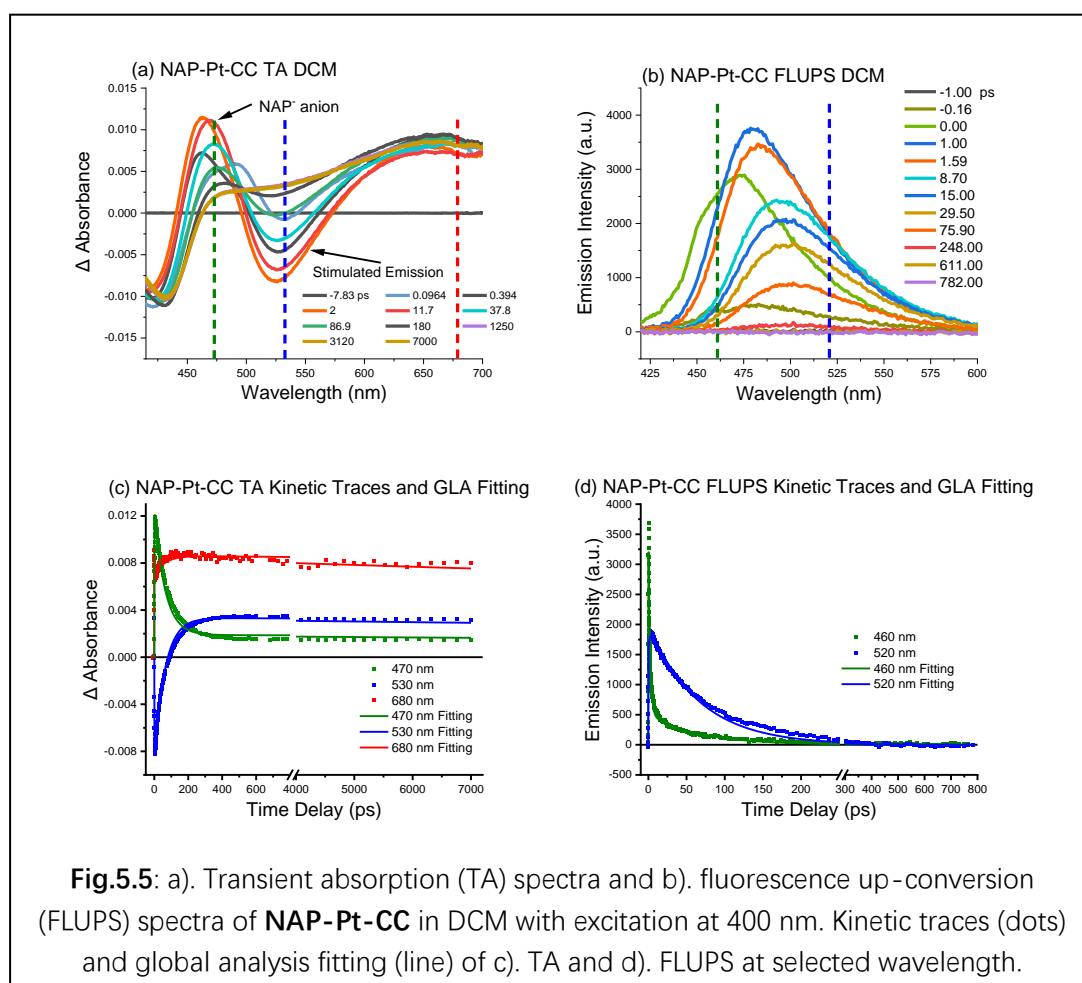 (a) NAP-Pt-CC TA DCM
NAP⁻ anion
0.015
0.010
0.005
0.000
-0.005
-0.010
-0.015
Δ Absorbance
Stimulated Emission
-7.83 ps 0.0964 0.394
2 11.7 37.8
86.9 180 1250
3120 7000
450 500 550 600 650 700
Wavelength (nm)
(b) NAP-Pt-CC FLUPS DCM
4000
3000
2000
1000
0
Emission Intensity (a.u.)
-1.00 ps
-0.16
0.00
1.00
1.59
8.70
15.00
29.50
75.90
248.00
611.00
782.00
425 450 475 500 525 550 575 600
Wavelength (nm)
(c) NAP-Pt-CC TA Kinetic Traces and GLA Fitting
0.012
0.008
0.004
0.000
-0.004
-0.008
Δ Absorbance
470 nm
530 nm
680 nm
470 nm Fitting
530 nm Fitting
680 nm Fitting
0 200 400 600 800 4000 5000 6000 7000
Time Delay (ps)
(d) NAP-Pt-CC FLUPS Kinetic Traces and GLA Fitting
4000
3500
3000
2500
2000
1500
1000
500
0
-500
Emission Intensity (a.u.)
460 nm
520 nm
460 nm Fitting
520 nm Fitting
0 50 100 150 200 300 400 500 600 700 800
Time Delay (ps)
Fig.5.5: a). Transient absorption (TA) spectra and b). fluorescence up-conversion
(FLUPS) spectra of NAP-Pt-CC in DCM with excitation at 400 nm. Kinetic traces (dots)
and global analysis fitting (line) of c). TA and d). FLUPS at selected wavelength.